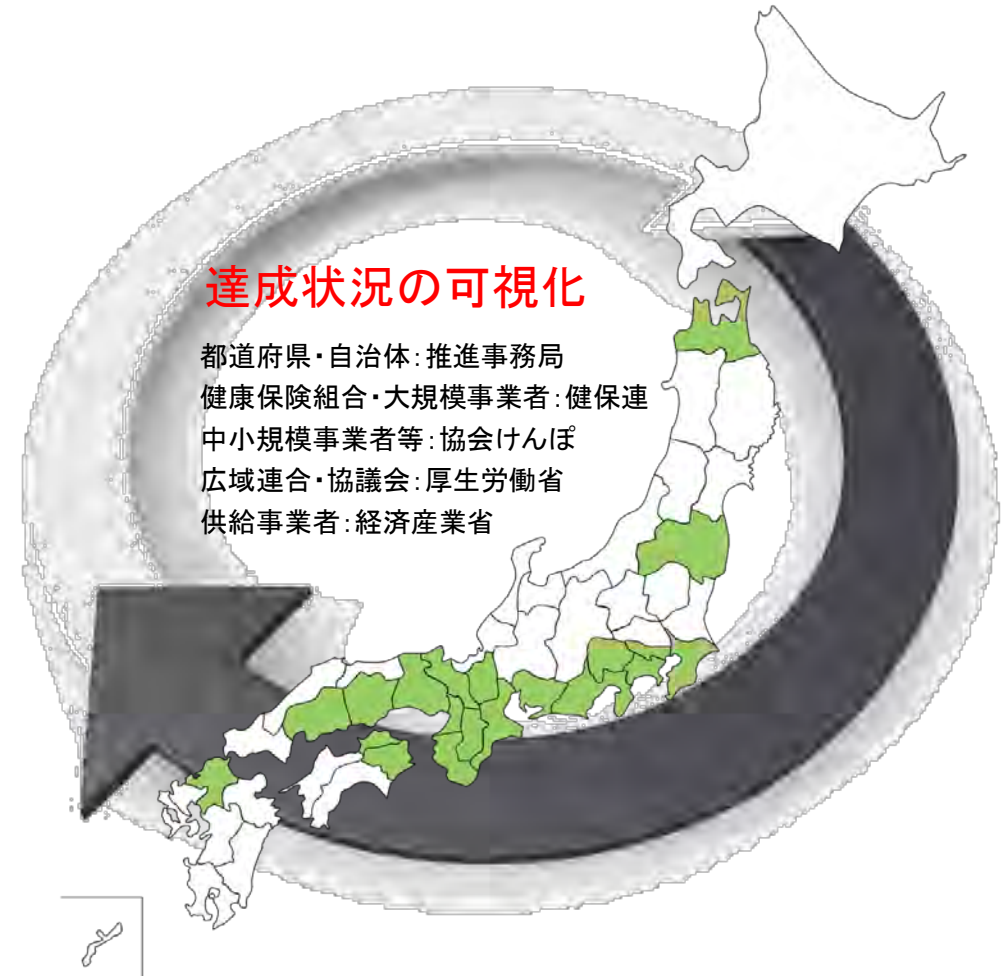 達成状況の可視化
都道府県・自治体：推進事務局
健康保険組合・大規模事業者：健保連
中小規模事業者等：協会けんぽ
広域連合・協議会：厚生労働省
供給事業者：経済産業省